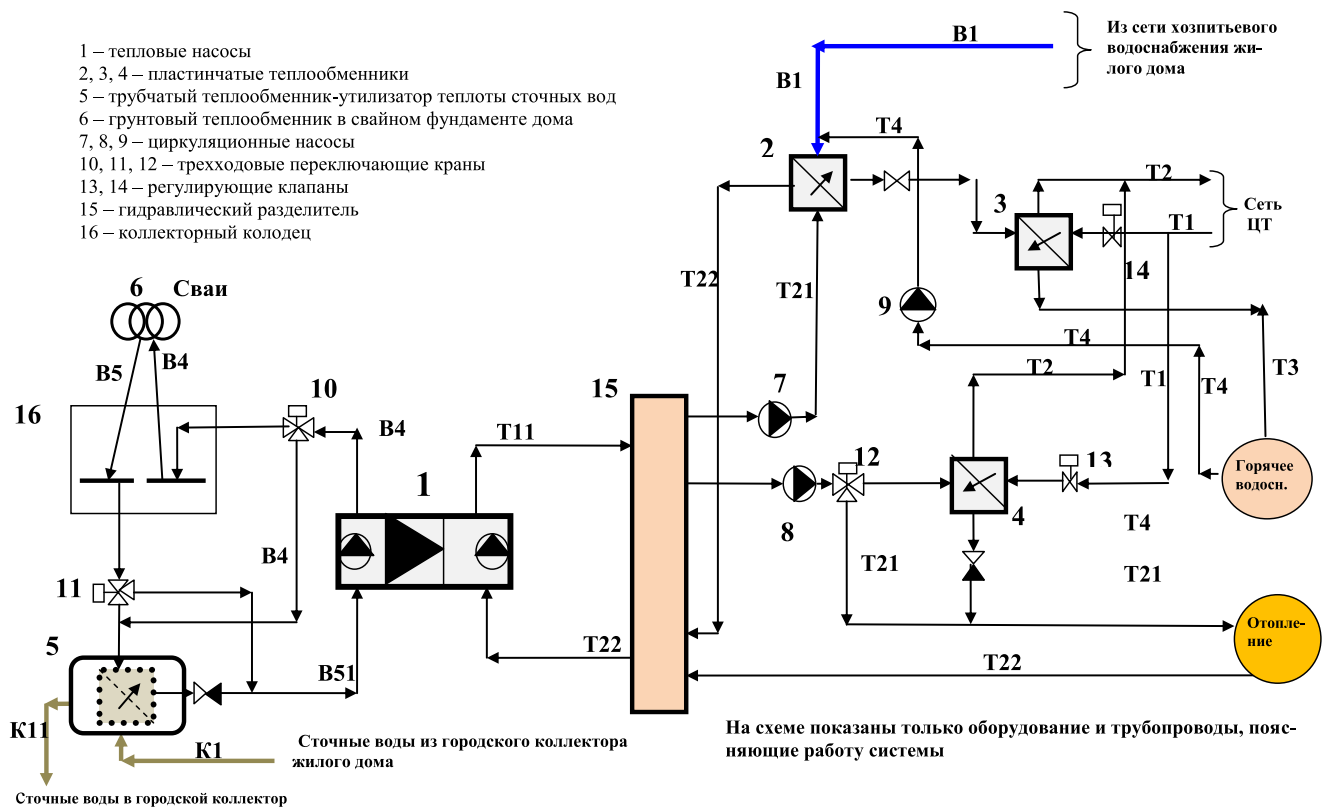 1 – тепловые насосы
2, 3, 4 – пластинчатые теплообменники
5 – трубчатый теплообменник-утилизатор теплоты сточных вод
6 – грунтовый теплообменник в свайном фундаменте дома
7, 8, 9 – циркуляционные насосы
10, 11, 12 – трехходовые переключающие краны
13, 14 – регулирующие клапаны
15 – гидравлический разделитель
16 – коллекторный колодец
В1
Из сети хозпитьевого
водоснабжения жи-
лого дома
В1
Т4
2
Т2
3
Сеть
ЦТ
Т1
14
Т22
Т21
6
Сваи
9
Т4
Т2
Т3
В5
В4
10
15
7
Т1
Т4
16
В4
Т11
12
13
Горячее
водосн.
1
4
8
Т4
В4
Т21
Т21
11
5
Т22
Отопле-
ние
В51
Т22
К11
К1
Сточные воды из городского коллектора
жилого дома
На схеме показаны только оборудование и трубопроводы, пояс-
няющие работу системы
Сточные воды в городской коллектор